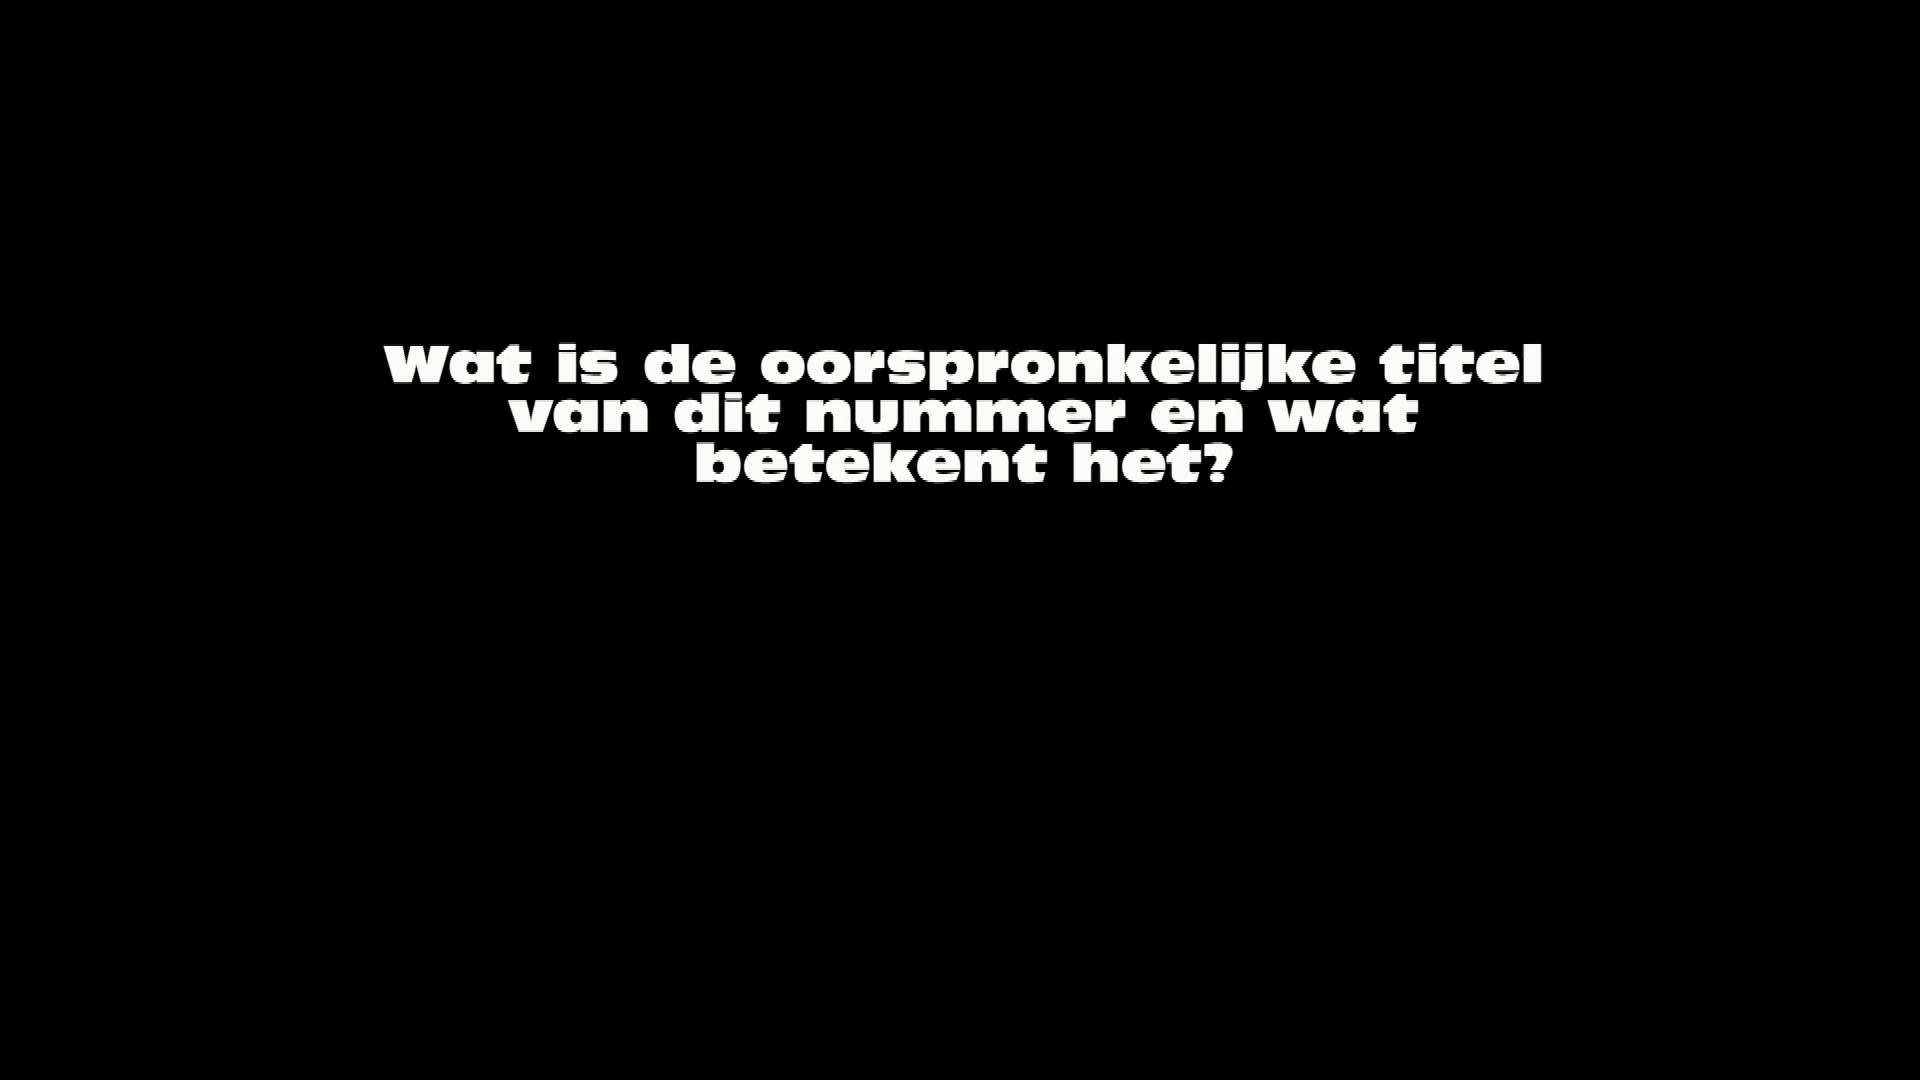 Wat is de oorspronkelijke titel
van dit nummer en wat
betekent het?